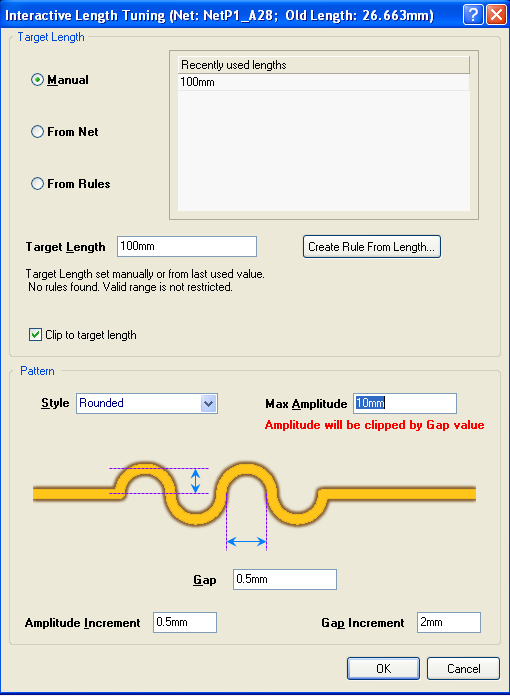 Interactive Length Tuning (Net: NetP1_A28; Old Length: 26.663mm)
Target Length
Recently used lengths
100mm
Manual
From Net
From Rules
Target Length 100mm Create Rule From Length...
Target Length set manually or from last used value.
No rules found. Valid range is not restricted.
Clip to target length
Pattern
Style Rounded Max Amplitude 10mm
Amplitude will be clipped by Gap value
Gap 0.5mm
Amplitude Increment 0.5mm Gap Increment 2mm
OK Cancel